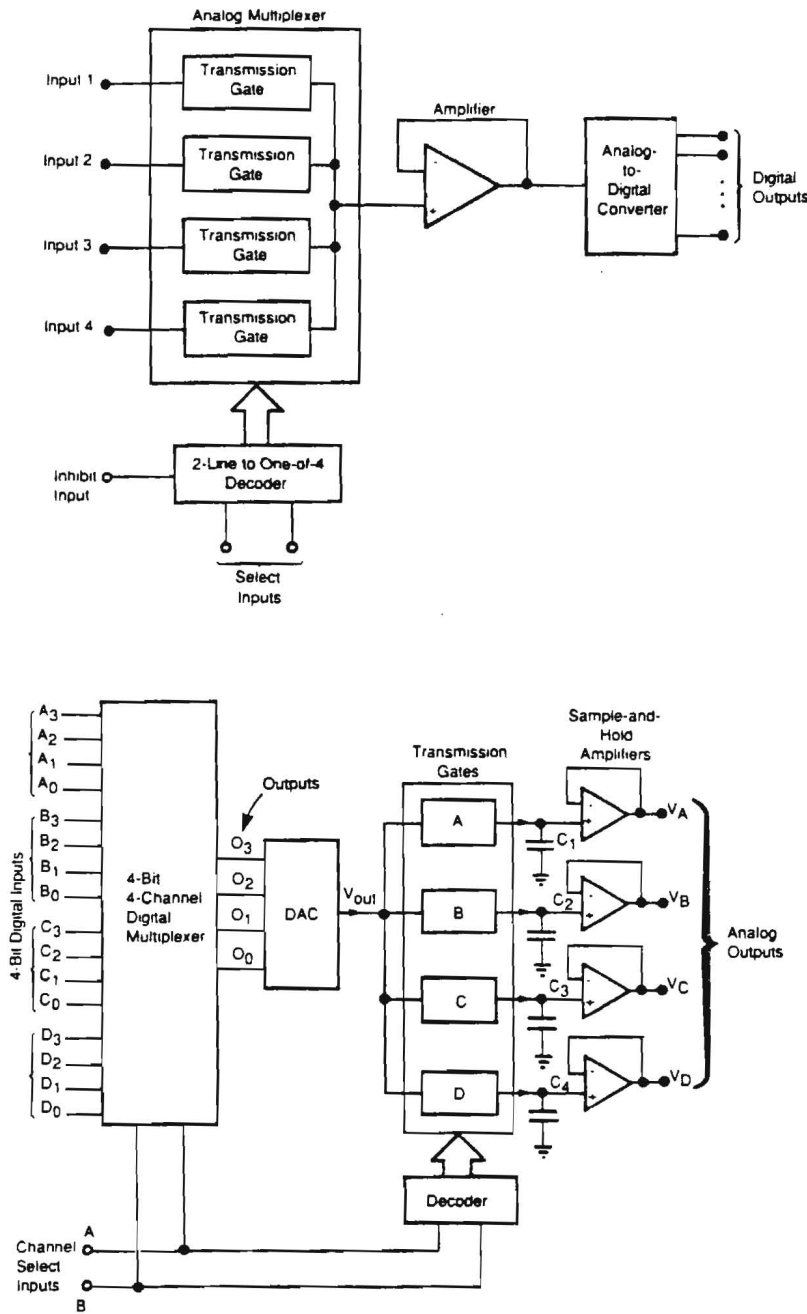 Analog Multiplexer
Input 1
Transmission
Gate
Input 2
Transmission
Gate
Input 3
Transmission
Gate
Input 4
Transmission
Gate
Amplifier
-
+
Analog-
to-
Digital
Converter
Digital
Outputs
Inhibit
Input
2-Line to One-of-4
Decoder
Select
Inputs
4-Bit Digital Inputs
A3
A2
A1
A0
B3
B2
B1
B0
C3
C2
C1
C0
D3
D2
D1
D0
4-Bit
4-Channel
Digital
Multiplexer
Outputs
O3
O2
O1
O0
DAC
Vout
Transmission
Gates
A
B
C
D
Sample-and-
Hold
Amplifiers
C1
-
+
VA
C2
-
+
VB
C3
-
+
VC
C4
-
+
VD
Analog
Outputs
Decoder
Channel
Select
Inputs
A
B